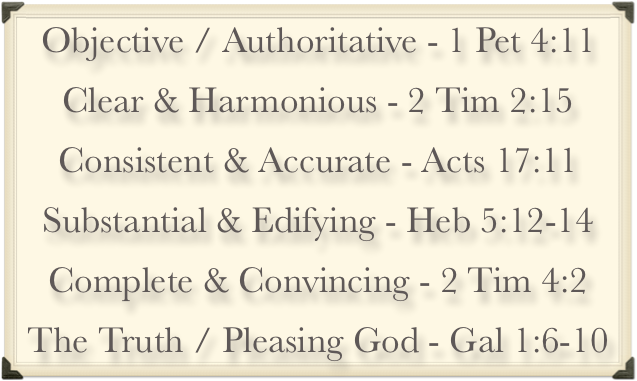 Objective / Authoritative - 1 Pet 4:11
Clear & Harmonious - 2 Tim 2:15
Consistent & Accurate - Acts 17:11
Substantial & Edifying - Heb 5:12-14
Complete & Convincing - 2 Tim 4:2
The Truth / Pleasing God - Gal 1:6-10